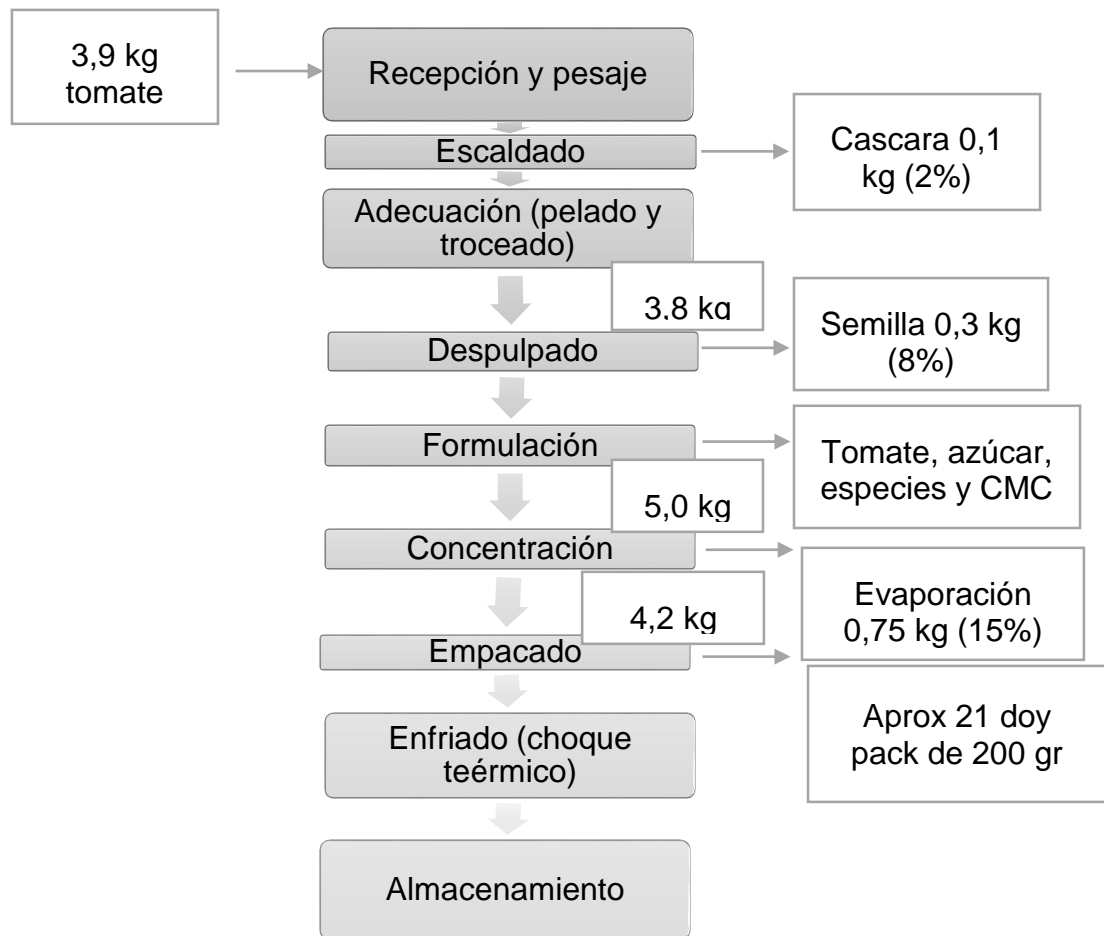 3,9 kg
tomate
Recepción y pesaje
Escaldado
Cascara 0,1
kg (2%)
Adecuación (pelado y
troceado)
3,8 kg
Despulpado
Semilla 0,3 kg
(8%)
Formulación
Tomate, azúcar,
especies y CMC
5,0 kg
Concentración
Evaporación
0,75 kg (15%)
4,2 kg
Empacado
Aprox 21 doy
pack de 200 gr
Enfriado (choque
teérmico)
Almacenamiento